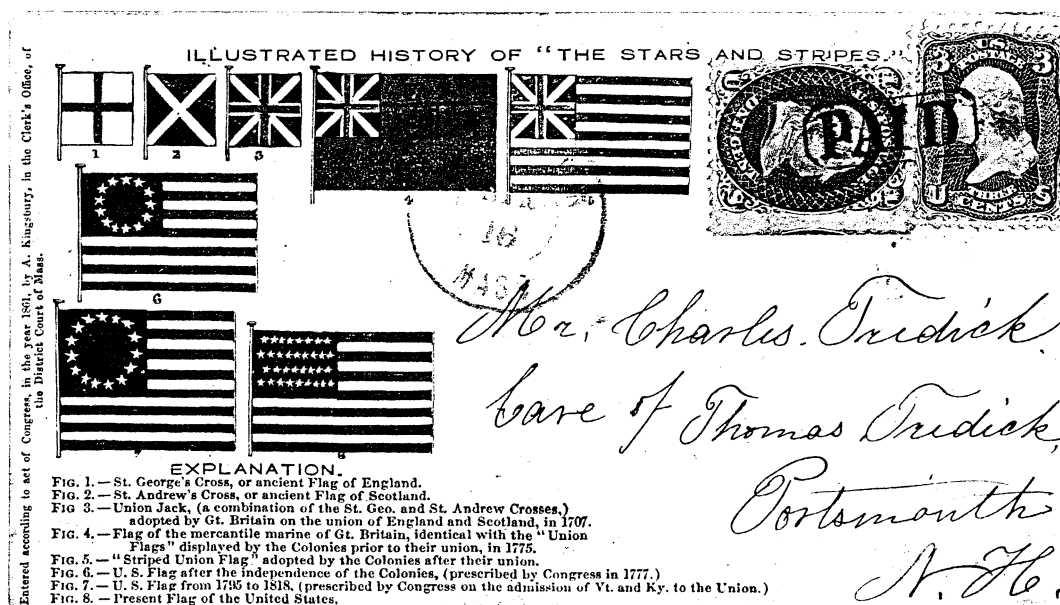 ILLUSTRATED HISTORY OF "THE STARS AND STRIPES."
Entered according to act of Congress, in the year 1861, by A. Kingsbury, in the Clerk's Office, of
the District Court of Mass.
1
2
3
4
6
8
3
3
U
S
PAID
16
MASS
Mr. Charles Tredick
Care of Thomas Tredick,
Portsmouth
N. H.
EXPLANATION.
FIG. 1. — St. George's Cross, or ancient Flag of England.
FIG. 2. — St. Andrew's Cross, or ancient Flag of Scotland.
FIG 3. — Union Jack, (a combination of the St. Geo. and St. Andrew Crosses,)
adopted by Gt. Britain on the union of England and Scotland, in 1707.
FIG. 4. — Flag of the mercantile marine of Gt. Britain, identical with the "Union
Flags" displayed by the Colonies prior to their union, in 1775.
FIG. 5. — "Striped Union Flag" adopted by the Colonies after their union.
FIG. 6. — U. S. Flag after the independence of the Colonies, (prescribed by Congress in 1777.)
FIG. 7. — U. S. Flag from 1795 to 1818. (prescribed by Congress on the admission of Vt. and Ky. to the Union.)
FIG. 8. — Present Flag of the United States.